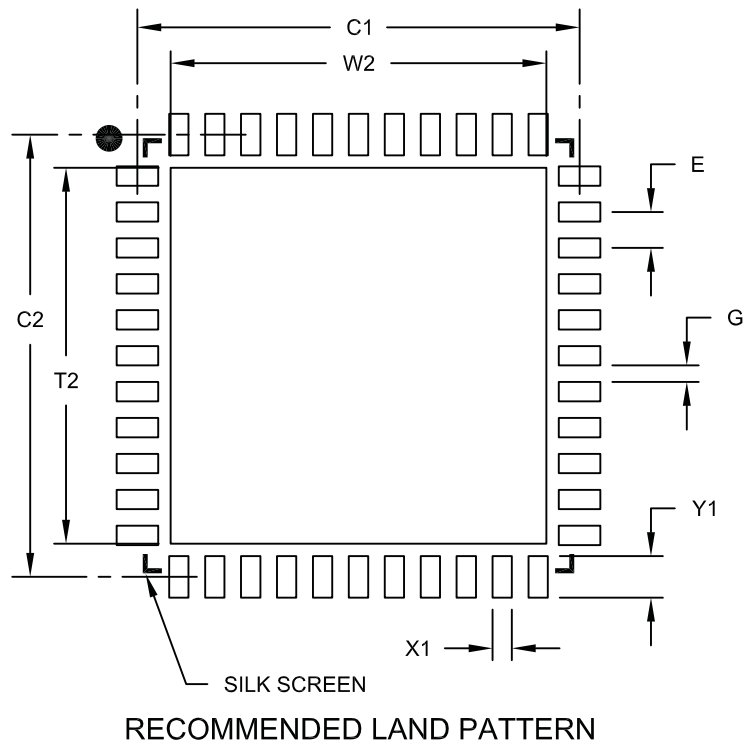 C1
W2
E
C2
G
T2
Y1
X1
SILK SCREEN
RECOMMENDED LAND PATTERN